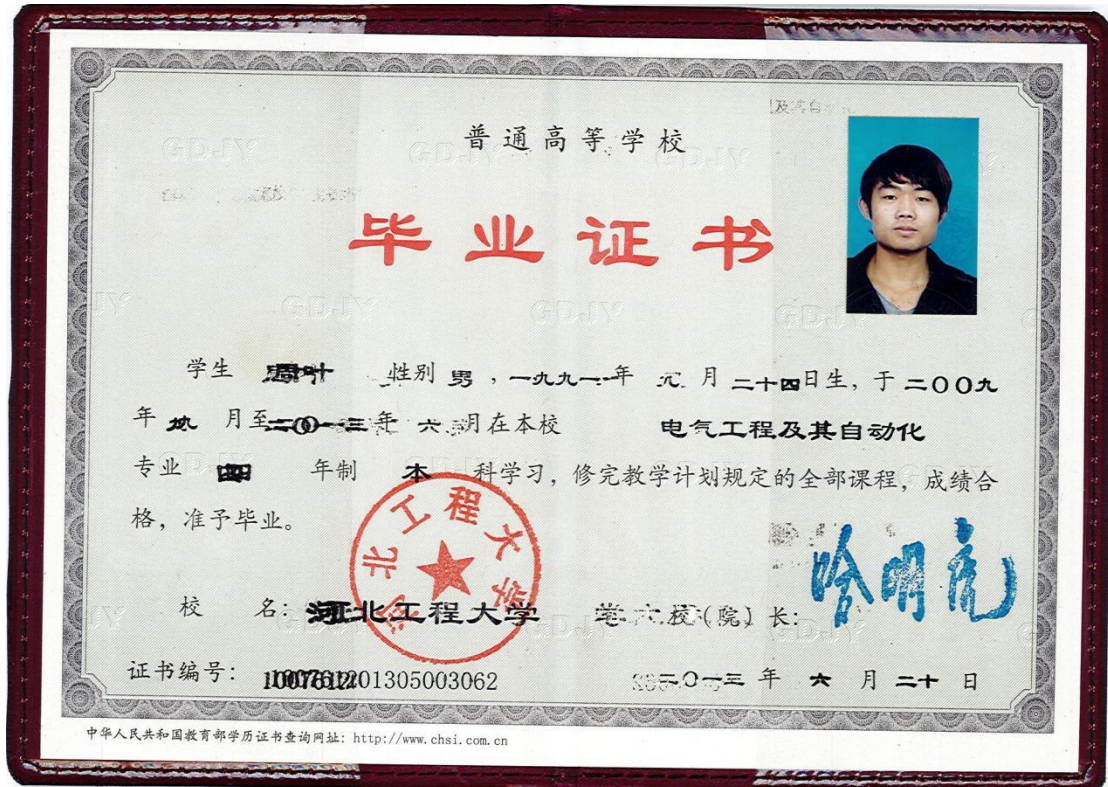 普通高等学校
毕业证书
学生 周叶 性别 男，一九九一年 元 月 二十四日生，于 二〇〇九
年 九 月至二〇一三年 六 月在本校 电气工程及其自动化
专业 四 年制 本 科学习，修完教学计划规定的全部课程，成绩合
格，准予毕业。
河北工程大学
校 名：河北工程大学 校（院）长：哈明虎
证书编号：201305003062 二〇一三 年 六 月 二十 日
中华人民共和国教育部学历证书查询网址：http://www.chsi.com.cn
GDJY